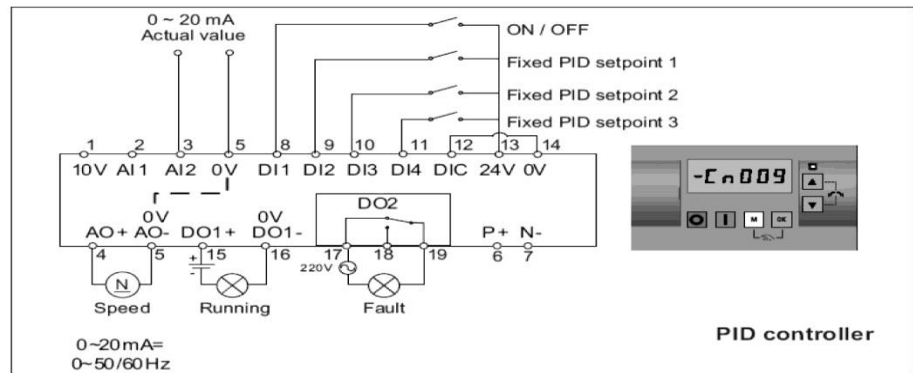 0 ~ 20 mA
Actual value
ON / OFF
Fixed PID setpoint 1
Fixed PID setpoint 2
Fixed PID setpoint 3
1 2 3 5 8 9 10 11 12 13 14
10V AI1 AI2 0V DI1 DI2 DI3 DI4 DIC 24V 0V
-Cn009
M OK
0V 0V DO2
AO+ AO- DO1+ DO1- P+ N-
4 5 15 16 17 18 19 6 7
+
-
220V
N
Speed Running Fault
PID controller
0~20mA=
0~50/60Hz